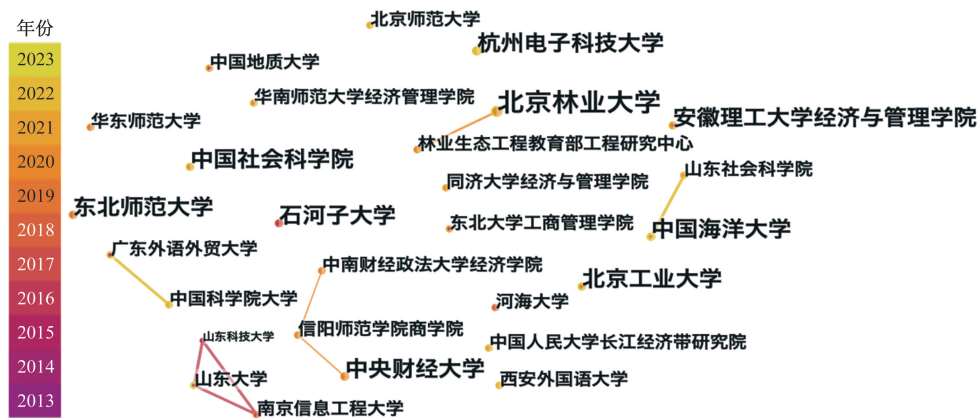 年份
2023
2022
2021
2020
2019
2018
2017
2016
2015
2014
2013
北京师范大学
杭州电子科技大学
中国地质大学
华南师范大学经济管理学院
北京林业大学
华东师范大学
安徽理工大学经济与管理学院
林业生态工程教育部工程研究中心
中国社会科学院
山东社会科学院
同济大学经济与管理学院
东北师范大学
石河子大学
东北大学工商管理学院
中国海洋大学
广东外语外贸大学
中南财经政法大学经济学院
北京工业大学
中国科学院大学
河海大学
山东科技大学
信阳师范学院商学院
中国人民大学长江经济带研究院
中央财经大学
山东大学
西安外国语大学
南京信息工程大学